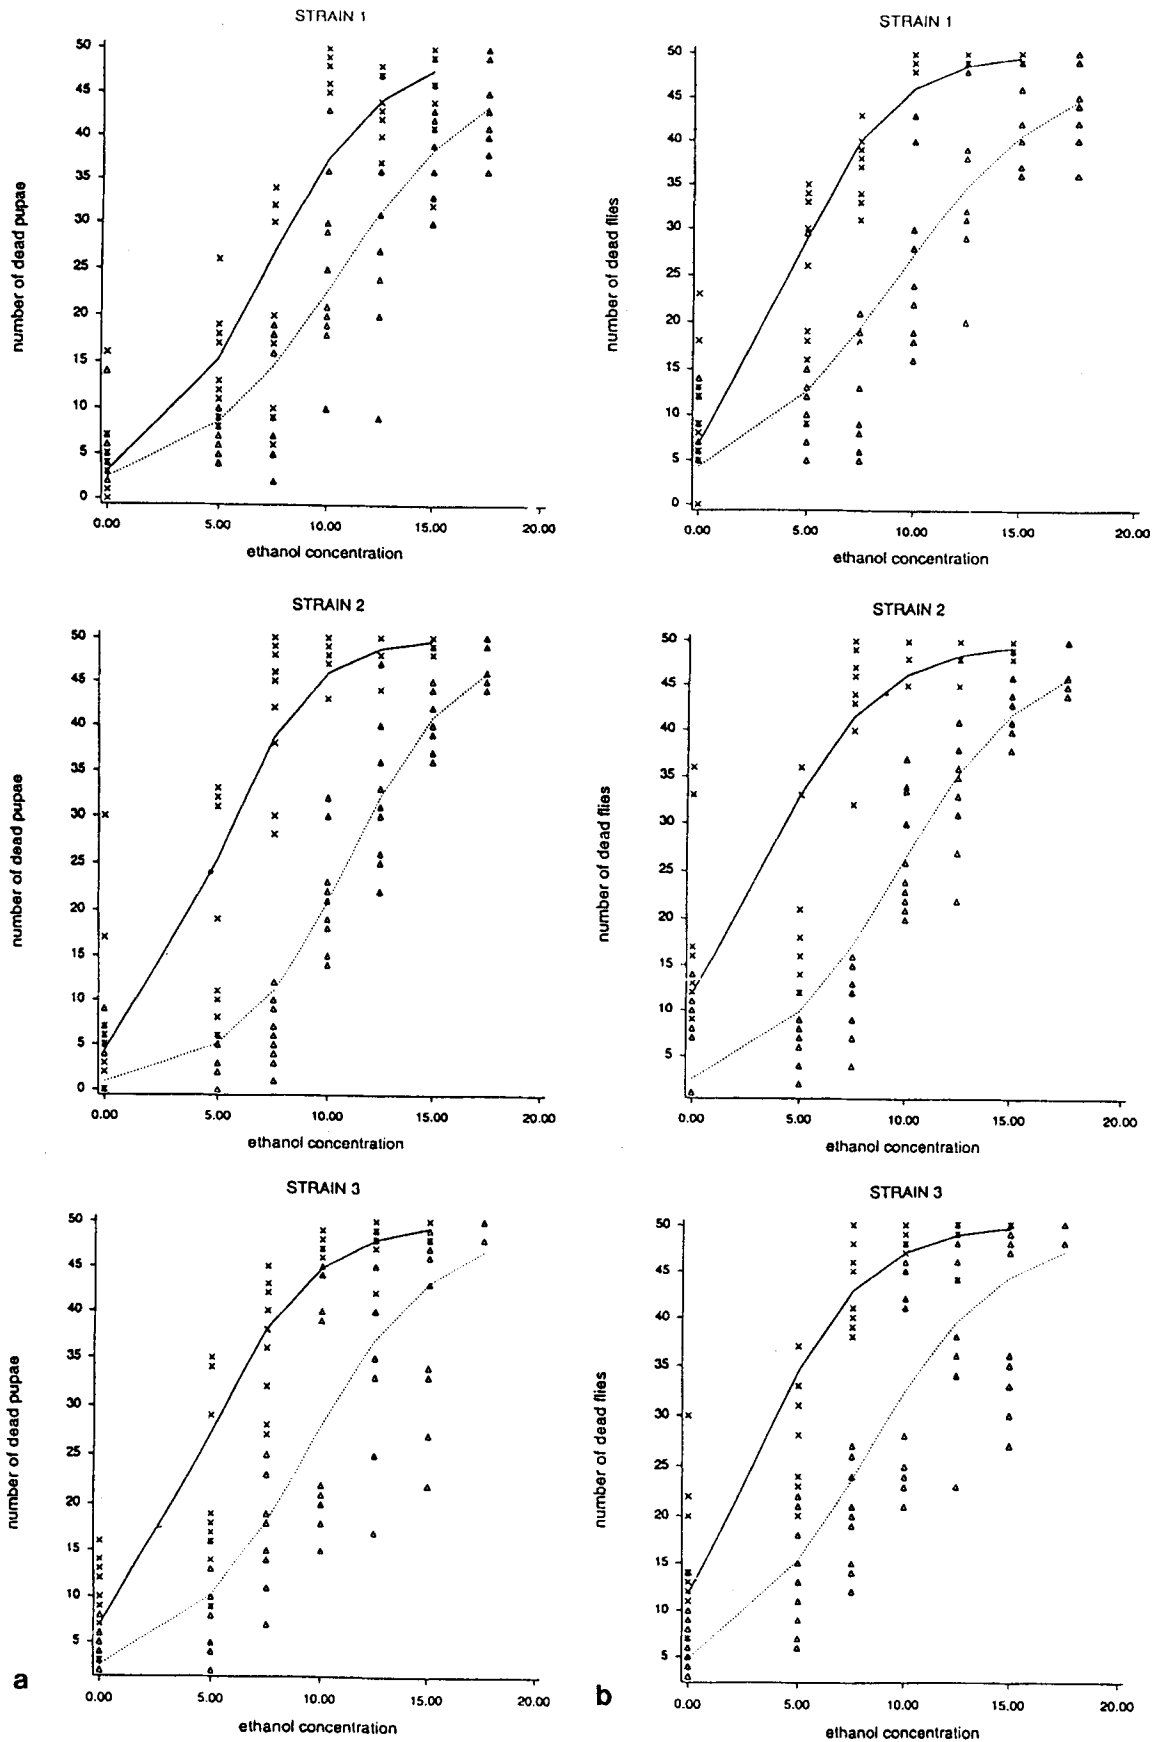 STRAIN 1
number of dead pupae
50
45
40
35
30
25
20
15
10
5
0
0.00 5.00 10.00 15.00 20.00
ethanol concentration
STRAIN 1
number of dead flies
50
45
40
35
30
25
20
15
10
5
0
0.00 5.00 10.00 15.00 20.00
ethanol concentration
STRAIN 2
number of dead pupae
50
45
40
35
30
25
20
15
10
5
0
0.00 5.00 10.00 15.00 20.00
ethanol concentration
STRAIN 2
number of dead flies
50
45
40
35
30
25
20
15
10
5
0.00 5.00 10.00 15.00 20.00
ethanol concentration
STRAIN 3
number of dead pupae
50
45
40
35
30
25
20
15
10
5
0.00 5.00 10.00 15.00 20.00
ethanol concentration
a
STRAIN 3
number of dead flies
50
45
40
35
30
25
20
15
10
5
0.00 5.00 10.00 15.00 20.00
ethanol concentration
b